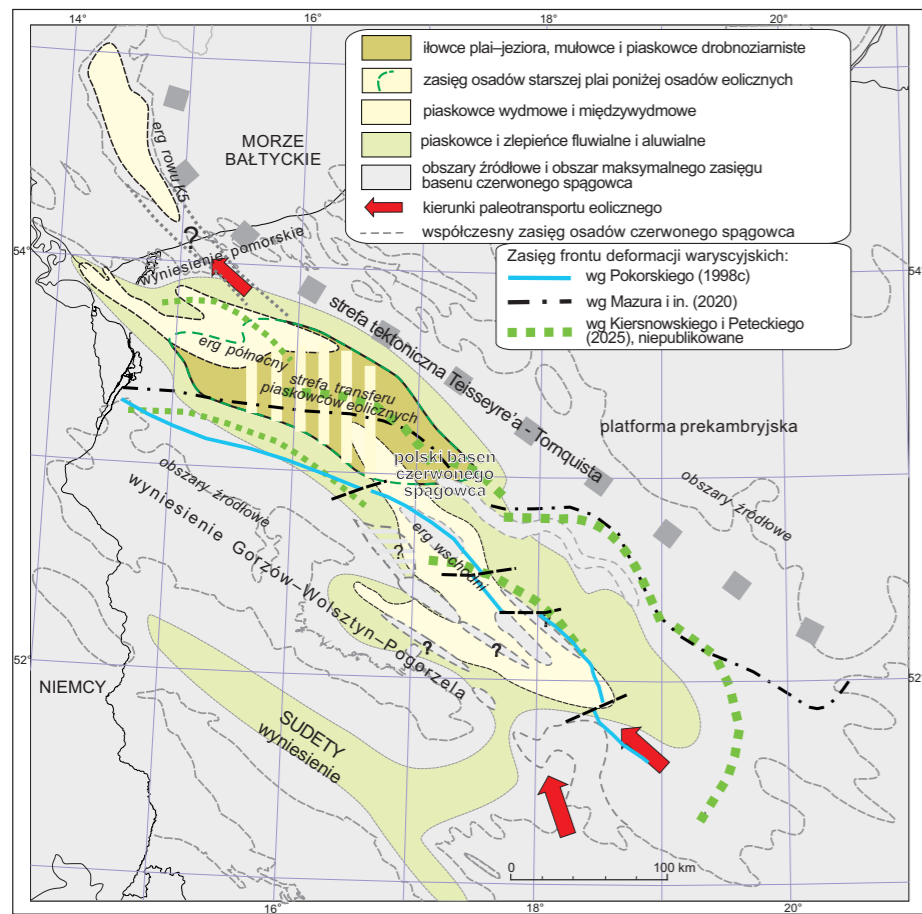 14°
16°
18°
20°
iłowce plai–jeziora, mułowce i piaskowce drobnoziarniste
zasięg osadów starszej plai poniżej osadów eolicznych
piaskowce wydmowe i międzywydmowe
piaskowce i zlepieńce fluwialne i aluwialne
obszary źródłowe i obszar maksymalnego zasięgu
basenu czerwonego spągowca
kierunki paleotransportu eolicznego
współczesny zasięg osadów czerwonego spągowca
Zasięg frontu deformacji waryscyjskich:
wg Pokorskiego (1998c)
wg Mazura i in. (2020)
wg Kiersnowskiego i Peteckiego
(2025), niepublikowane
MORZE
BAŁTYCKIE
erg rowu K5
?
wyniesienie pomorskie
54°
54°
strefa tektoniczna Teisseyre'a - Tornquista
erg północny
strefa transferu
piaskowców eolicznych
platforma prekambryjska
polski basen
czerwonego
spągowca
obszary źródłowe
obszary źródłowe
wyniesienie Gorzów–Wolsztyn–Pogorzela
erg wschodni
?
?
?
?
52°
52°
NIEMCY
SUDETY
wyniesienie
0
100 km
16°
18°
20°